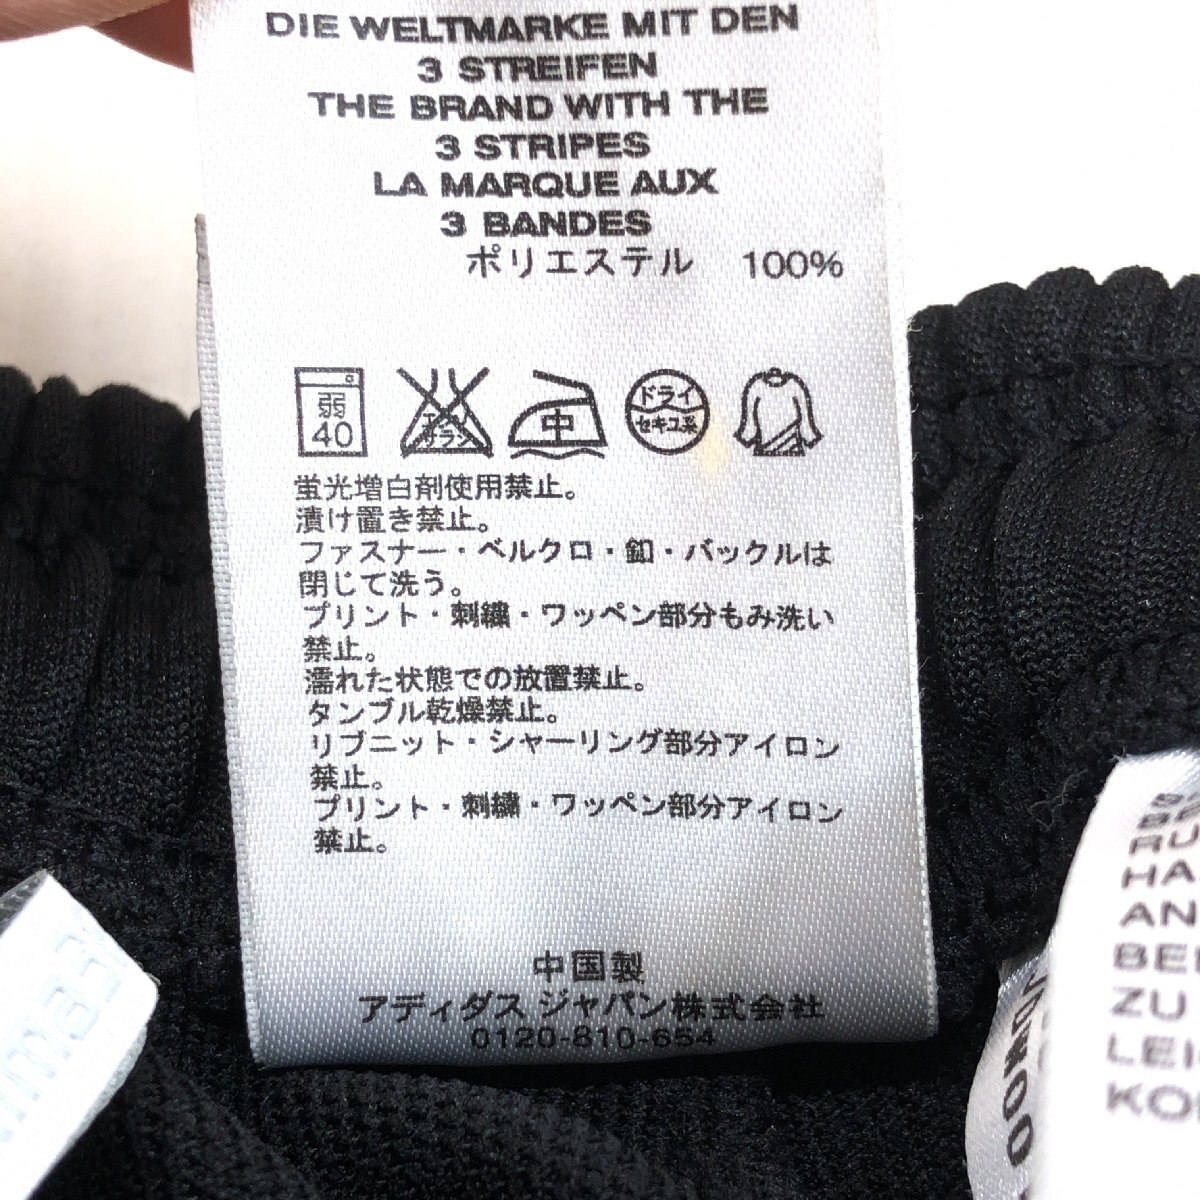 DIE WELTMARKE MIT DEN
3 STREIFEN
THE BRAND WITH THE
3 STRIPES
LA MARQUE AUX
3 BANDES
ポリエステル 100%
弱
40
エンソ
サラシ
中
ドライ
セキユ系
蛍光増白剤使用禁止。
漬け置き禁止。
ファスナー・ベルクロ・釦・バックルは
閉じて洗う。
プリント・刺繍・ワッペン部分もみ洗い
禁止。
濡れた状態での放置禁止。
タンブル乾燥禁止。
リブニット・シャーリング部分アイロン
禁止。
プリント・刺繍・ワッペン部分アイロン
禁止。
中国製
アディダス ジャパン株式会社
0120-810-654
HA
AN
BE
ZU
LEI
KO